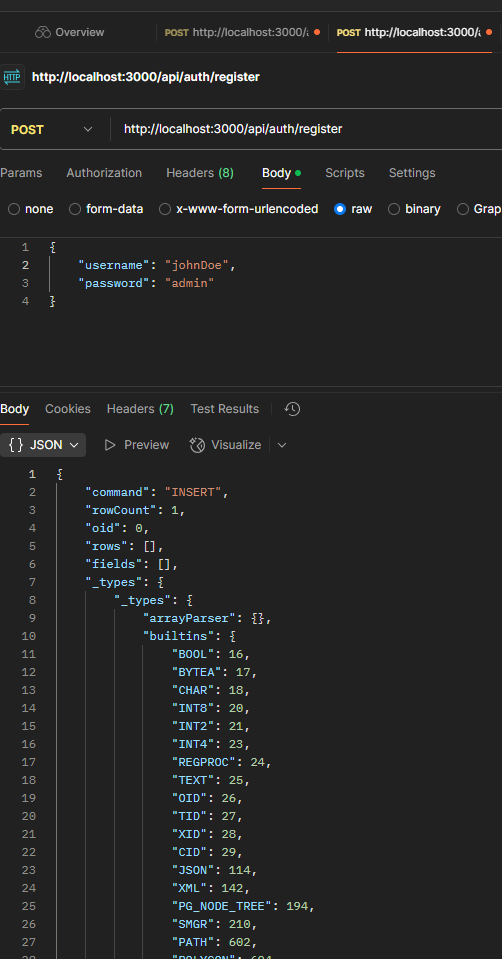 Overview POST http://localhost:3000/a POST http://localhost:3000/a
HTTP http://localhost:3000/api/auth/register
POST http://localhost:3000/api/auth/register
Params Authorization Headers (8) Body Scripts Settings
none form-data x-www-form-urlencoded raw binary Grap
1 {
2 "username": "johnDoe",
3 "password": "admin"
4 }
Body Cookies Headers (7) Test Results
{} JSON Preview Visualize
1 {
2 "command": "INSERT",
3 "rowCount": 1,
4 "oid": 0,
5 "rows": [],
6 "fields": [],
7 "_types": {
8 "_types": {
9 "arrayParser": {},
10 "builtins": {
11 "BOOL": 16,
12 "BYTEA": 17,
13 "CHAR": 18,
14 "INT8": 20,
15 "INT2": 21,
16 "INT4": 23,
17 "REGPROC": 24,
18 "TEXT": 25,
19 "OID": 26,
20 "TID": 27,
21 "XID": 28,
22 "CID": 29,
23 "JSON": 114,
24 "XML": 142,
25 "PG_NODE_TREE": 194,
26 "SMGR": 210,
27 "PATH": 602,